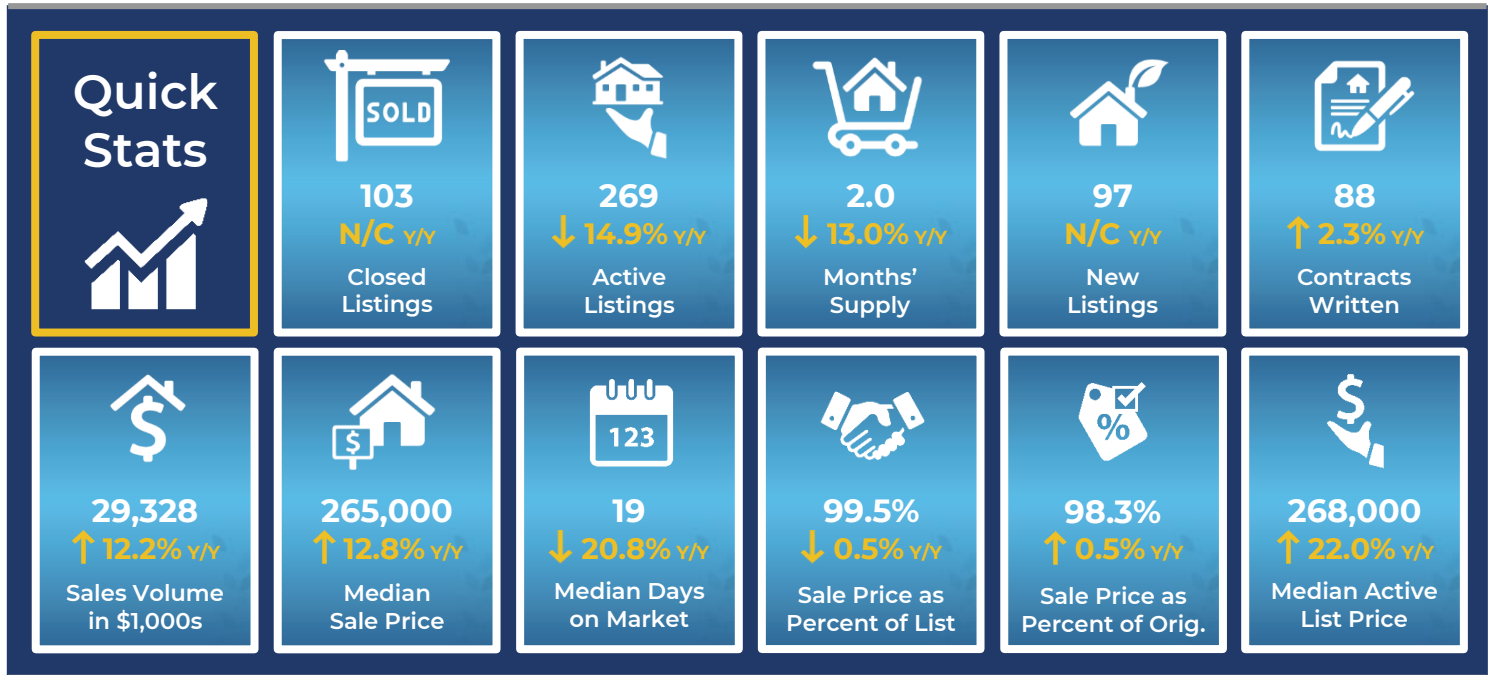 Quick
Stats
SOLD
103
N/C Y/Y
Closed
Listings
269
↓ 14.9% Y/Y
Active
Listings
2.0
↓ 13.0% Y/Y
Months’
Supply
97
N/C Y/Y
New
Listings
88
↑ 2.3% Y/Y
Contracts
Written
$
29,328
↑ 12.2% Y/Y
Sales Volume
in $1,000s
$
265,000
↑ 12.8% Y/Y
Median
Sale Price
123
19
↓ 20.8% Y/Y
Median Days
on Market
99.5%
↓ 0.5% Y/Y
Sale Price as
Percent of List
%
98.3%
↑ 0.5% Y/Y
Sale Price as
Percent of Orig.
$
268,000
↑ 22.0% Y/Y
Median Active
List Price